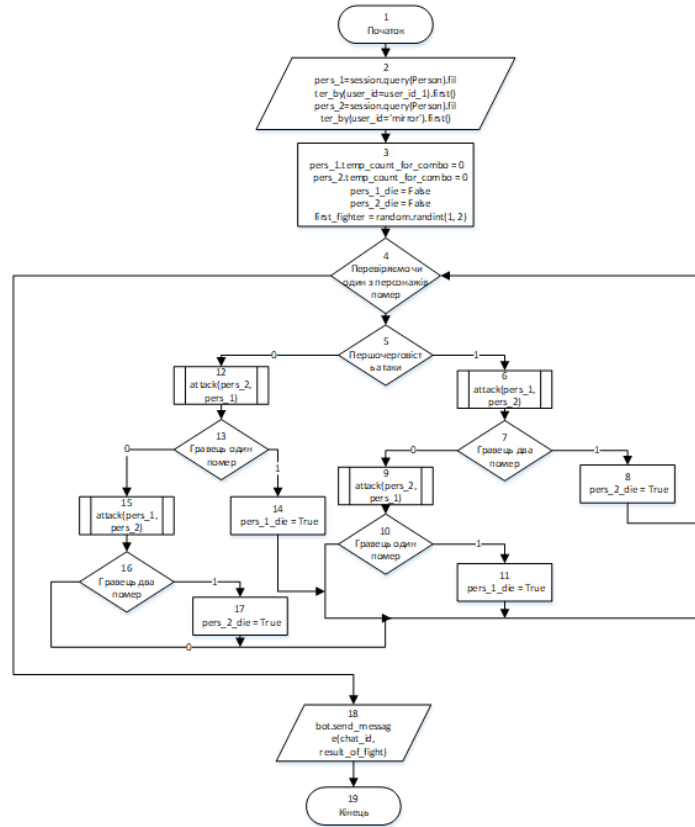 1
Початок
2
pers_1=session.query(Person).fil
ter_by(user_id=user_id_1).first()
pers_2=session.query(Person).fil
ter_by(user_id='mirror').first()
3
pers_1.temp_count_for_combo = 0
pers_2.temp_count_for_combo = 0
pers_1_die = False
pers_2_die = False
first_fighter = random.randint(1, 2)
4
Перевіряємо чи
один з персонажів
помер
5
Першочерговіст
ь атаки
0
1
12
attack(pers_2,
pers_1)
6
attack(pers_1,
pers_2)
13
Гравець один
помер
0
1
7
Гравець два
помер
0
1
15
attack(pers_1,
pers_2)
14
pers_1_die = True
9
attack(pers_2,
pers_1)
8
pers_2_die = True
10
Гравець один
помер
1
16
Гравець два
помер
1
11
pers_1_die = True
17
pers_2_die = True
0
18
bot.send_messag
e(chat_id,
result_of_fight)
19
Кінець